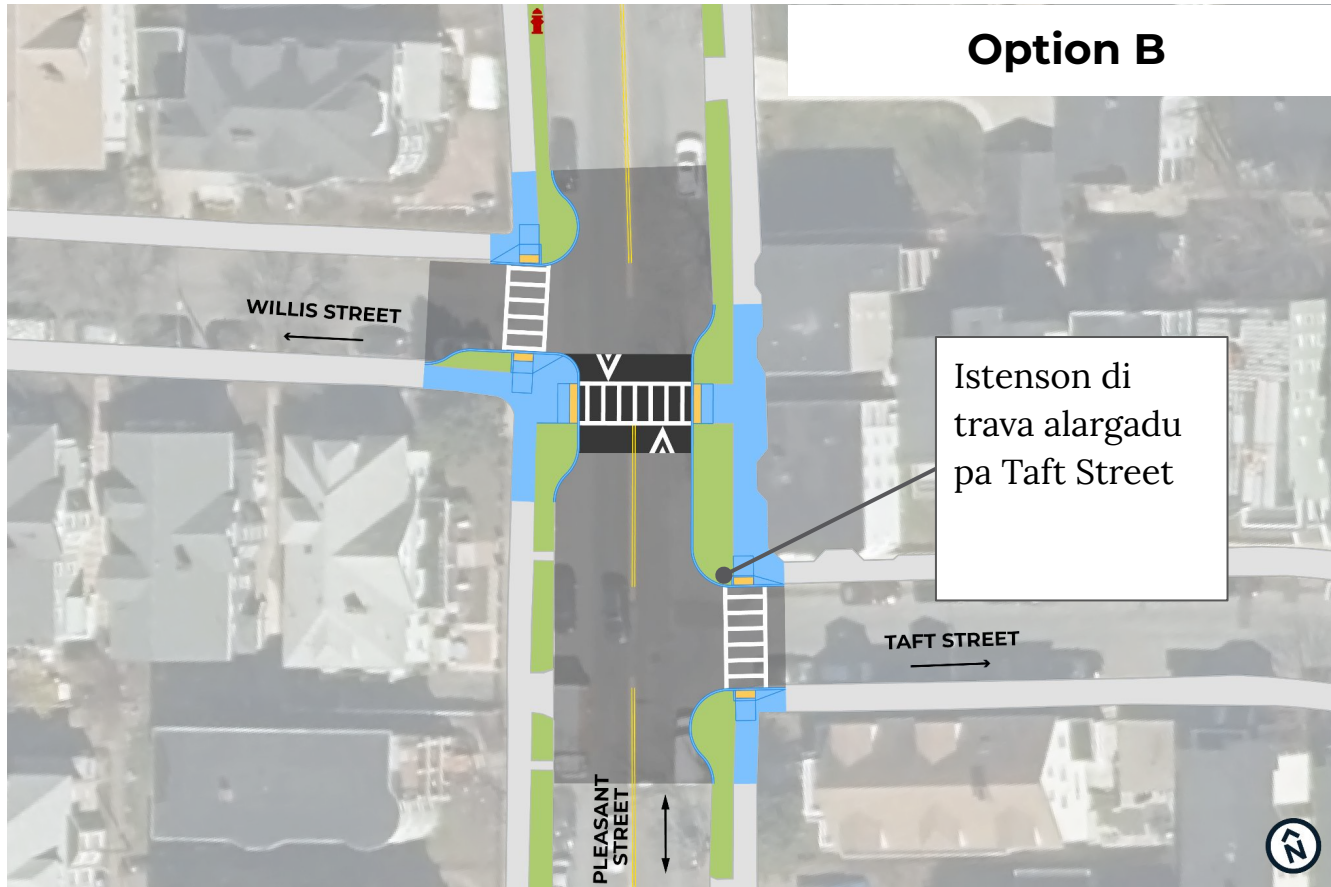 Option B
WILLIS STREET
Istenson di
trava alargadu
pa Taft Street
TAFT STREET
PLEASANT
STREET
N